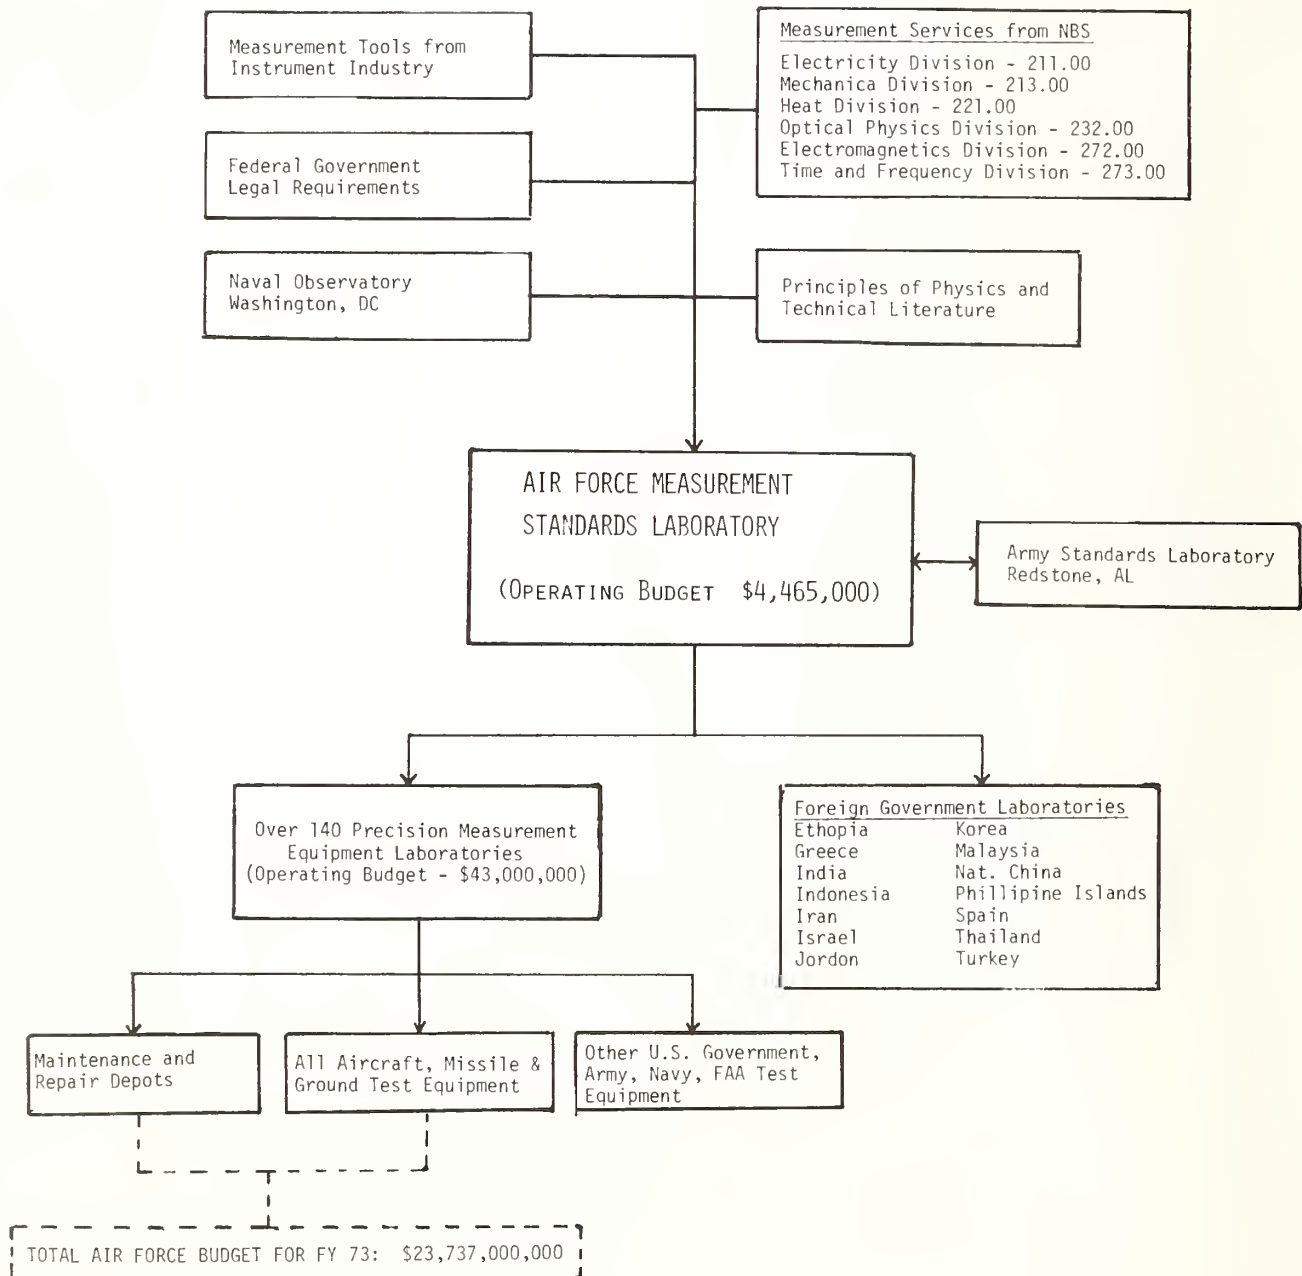 Measurement Tools from
Instrument Industry
Measurement Services from NBS
Electricity Division - 211.00
Mechanica Division - 213.00
Heat Division - 221.00
Optical Physics Division - 232.00
Electromagnetics Division - 272.00
Time and Frequency Division - 273.00
Federal Government
Legal Requirements
Naval Observatory
Washington, DC
Principles of Physics and
Technical Literature
AIR FORCE MEASUREMENT
STANDARDS LABORATORY
(OPERATING BUDGET $4,465,000)
Army Standards Laboratory
Redstone, AL
Over 140 Precision Measurement
Equipment Laboratories
(Operating Budget - $43,000,000)
Foreign Government Laboratories
Ethopia Korea
Greece Malaysia
India Nat. China
Indonesia Phillipine Islands
Iran Spain
Israel Thailand
Jordon Turkey
Maintenance and
Repair Depots
All Aircraft, Missile &
Ground Test Equipment
Other U.S. Government,
Army, Navy, FAA Test
Equipment
TOTAL AIR FORCE BUDGET FOR FY 73: $23,737,000,000